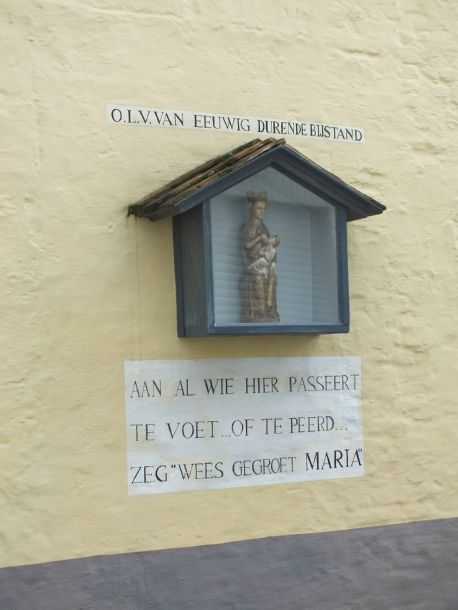 O.L.V. VAN EEUWIG DURENDE BIJSTAND
AAN AL WIE HIER PASSEERT
TE VOET...OF TE PEERD...
ZEG "WEES GEGROET MARIA"